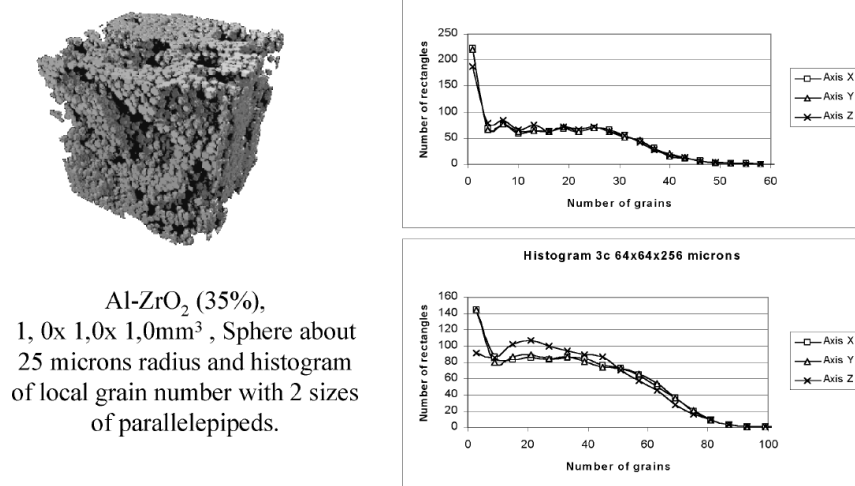 250
200
150
100
50
0
Number of rectangles
0 10 20 30 40 50 60
Number of grains
Axis X
Axis Y
Axis Z
Histogram 3c 64x64x256 microns
160
140
120
100
80
60
40
20
0
Number of rectangles
0 20 40 60 80 100
Number of grains
Axis X
Axis Y
Axis Z
Al-ZrO₂ (35%),
1, 0x 1,0x 1,0mm³ , Sphere about
25 microns radius and histogram
of local grain number with 2 sizes
of parallelepipeds.